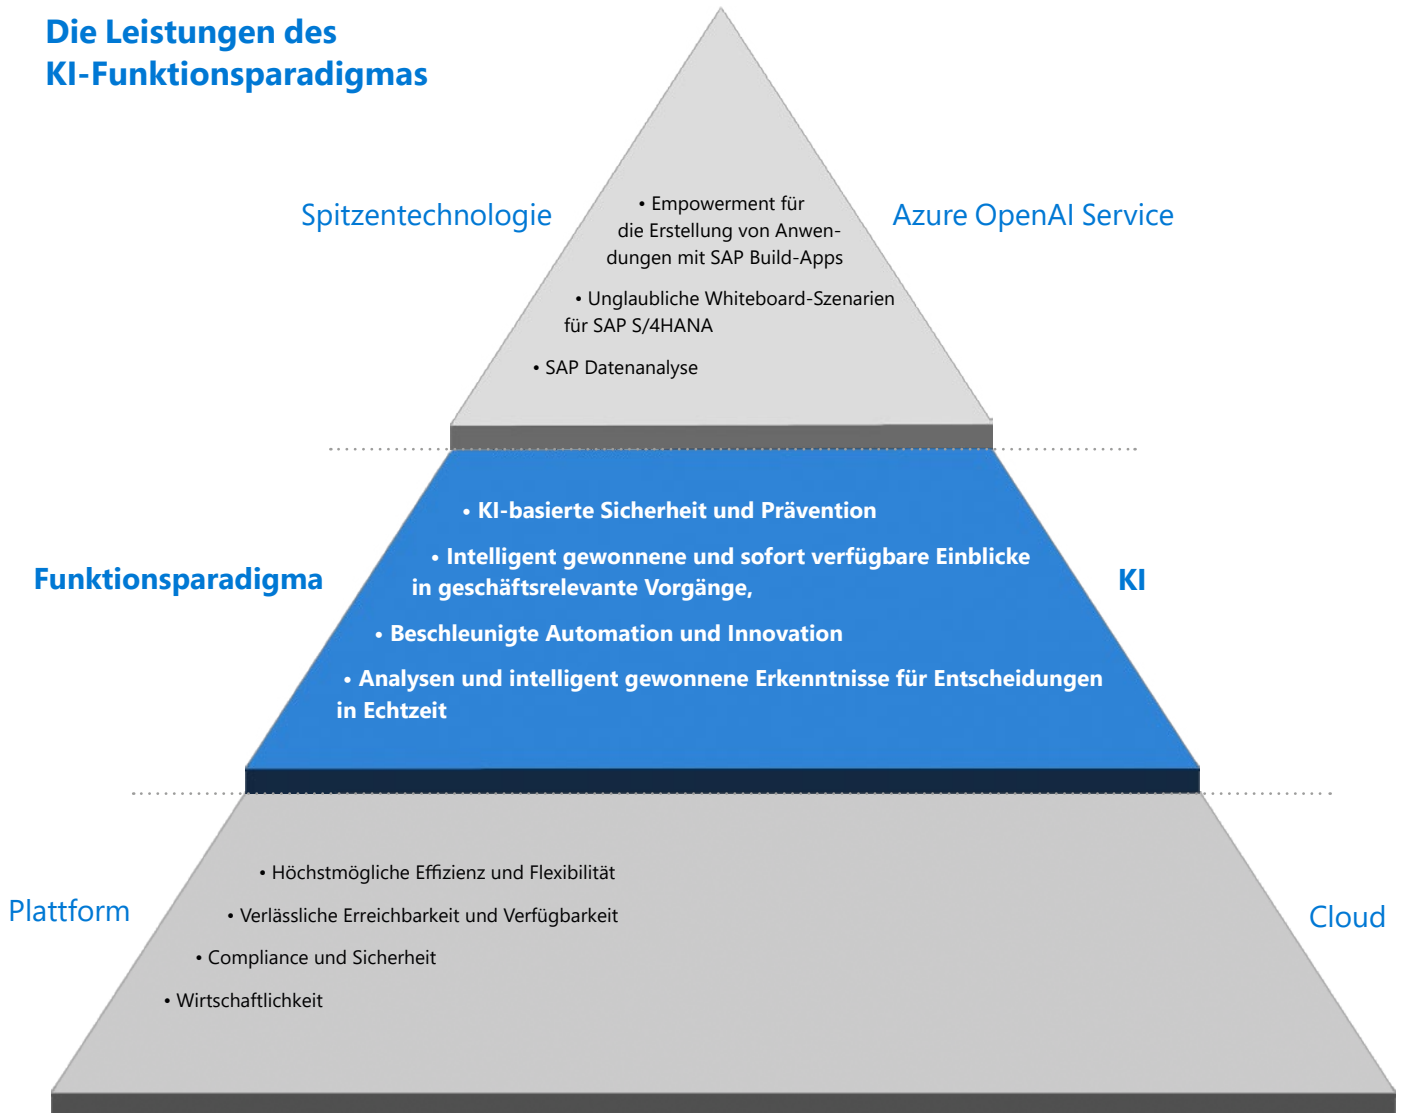 Die Leistungen des
KI-Funktionsparadigmas
Spitzentechnologie
• Empowerment für
die Erstellung von Anwen-
dungen mit SAP Build-Apps
• Unglaubliche Whiteboard-Szenarien
für SAP S/4HANA
• SAP Datenanalyse
Azure OpenAI Service
Funktionsparadigma
• KI-basierte Sicherheit und Prävention
• Intelligent gewonnene und sofort verfügbare Einblicke
in geschäftsrelevante Vorgänge,
• Beschleunigte Automation und Innovation
• Analysen und intelligent gewonnene Erkenntnisse für Entscheidungen
in Echtzeit
KI
Plattform
• Höchstmögliche Effizienz und Flexibilität
• Verlässliche Erreichbarkeit und Verfügbarkeit
• Compliance und Sicherheit
• Wirtschaftlichkeit
Cloud